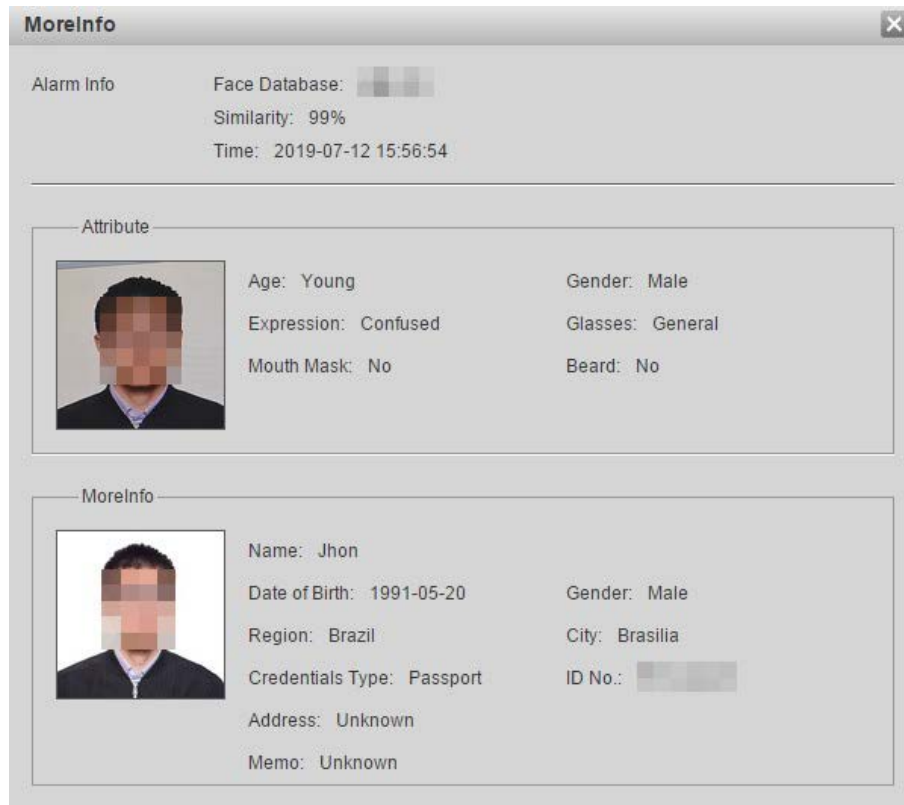 MoreInfo
Alarm Info Face Database:
Similarity: 99%
Time: 2019-07-12 15:56:54
Attribute
Age: Young Gender: Male
Expression: Confused Glasses: General
Mouth Mask: No Beard: No
MoreInfo
Name: Jhon
Date of Birth: 1991-05-20 Gender: Male
Region: Brazil City: Brasilia
Credentials Type: Passport ID No.:
Address: Unknown
Memo: Unknown